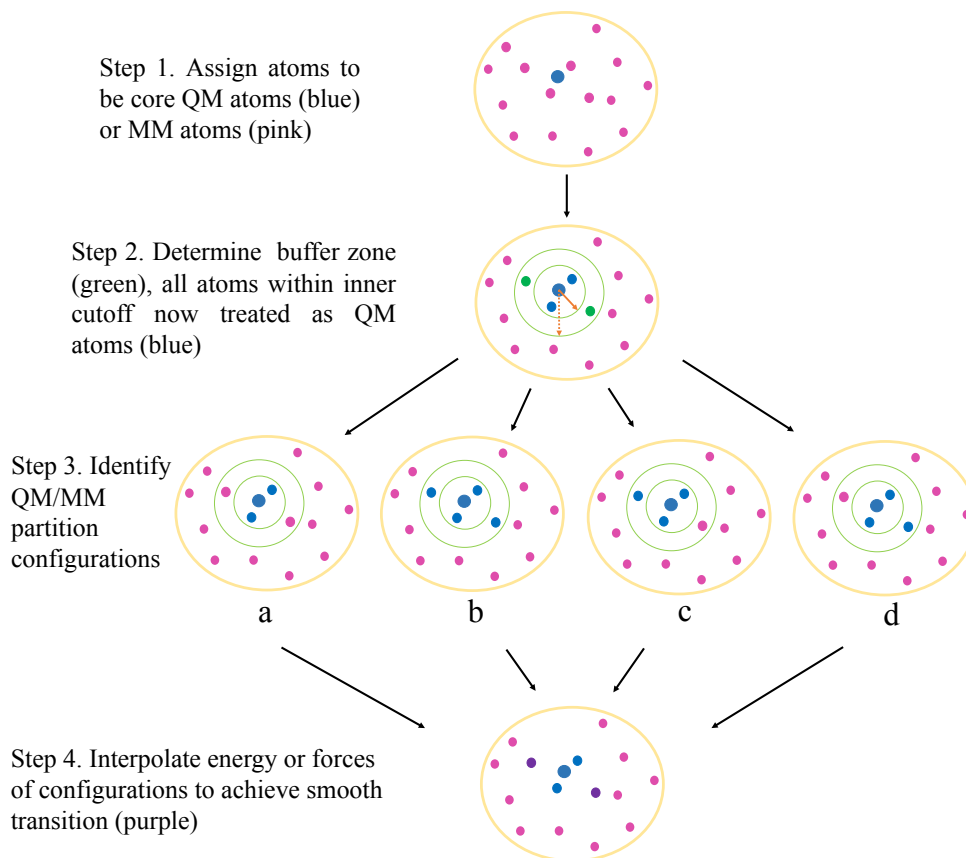 Step 1. Assign atoms to
be core QM atoms (blue)
or MM atoms (pink)
Step 2. Determine buffer zone
(green), all atoms within inner
cutoff now treated as QM
atoms (blue)
Step 3. Identify
QM/MM
partition
configurations
a
b
c
d
Step 4. Interpolate energy or forces
of configurations to achieve smooth
transition (purple)